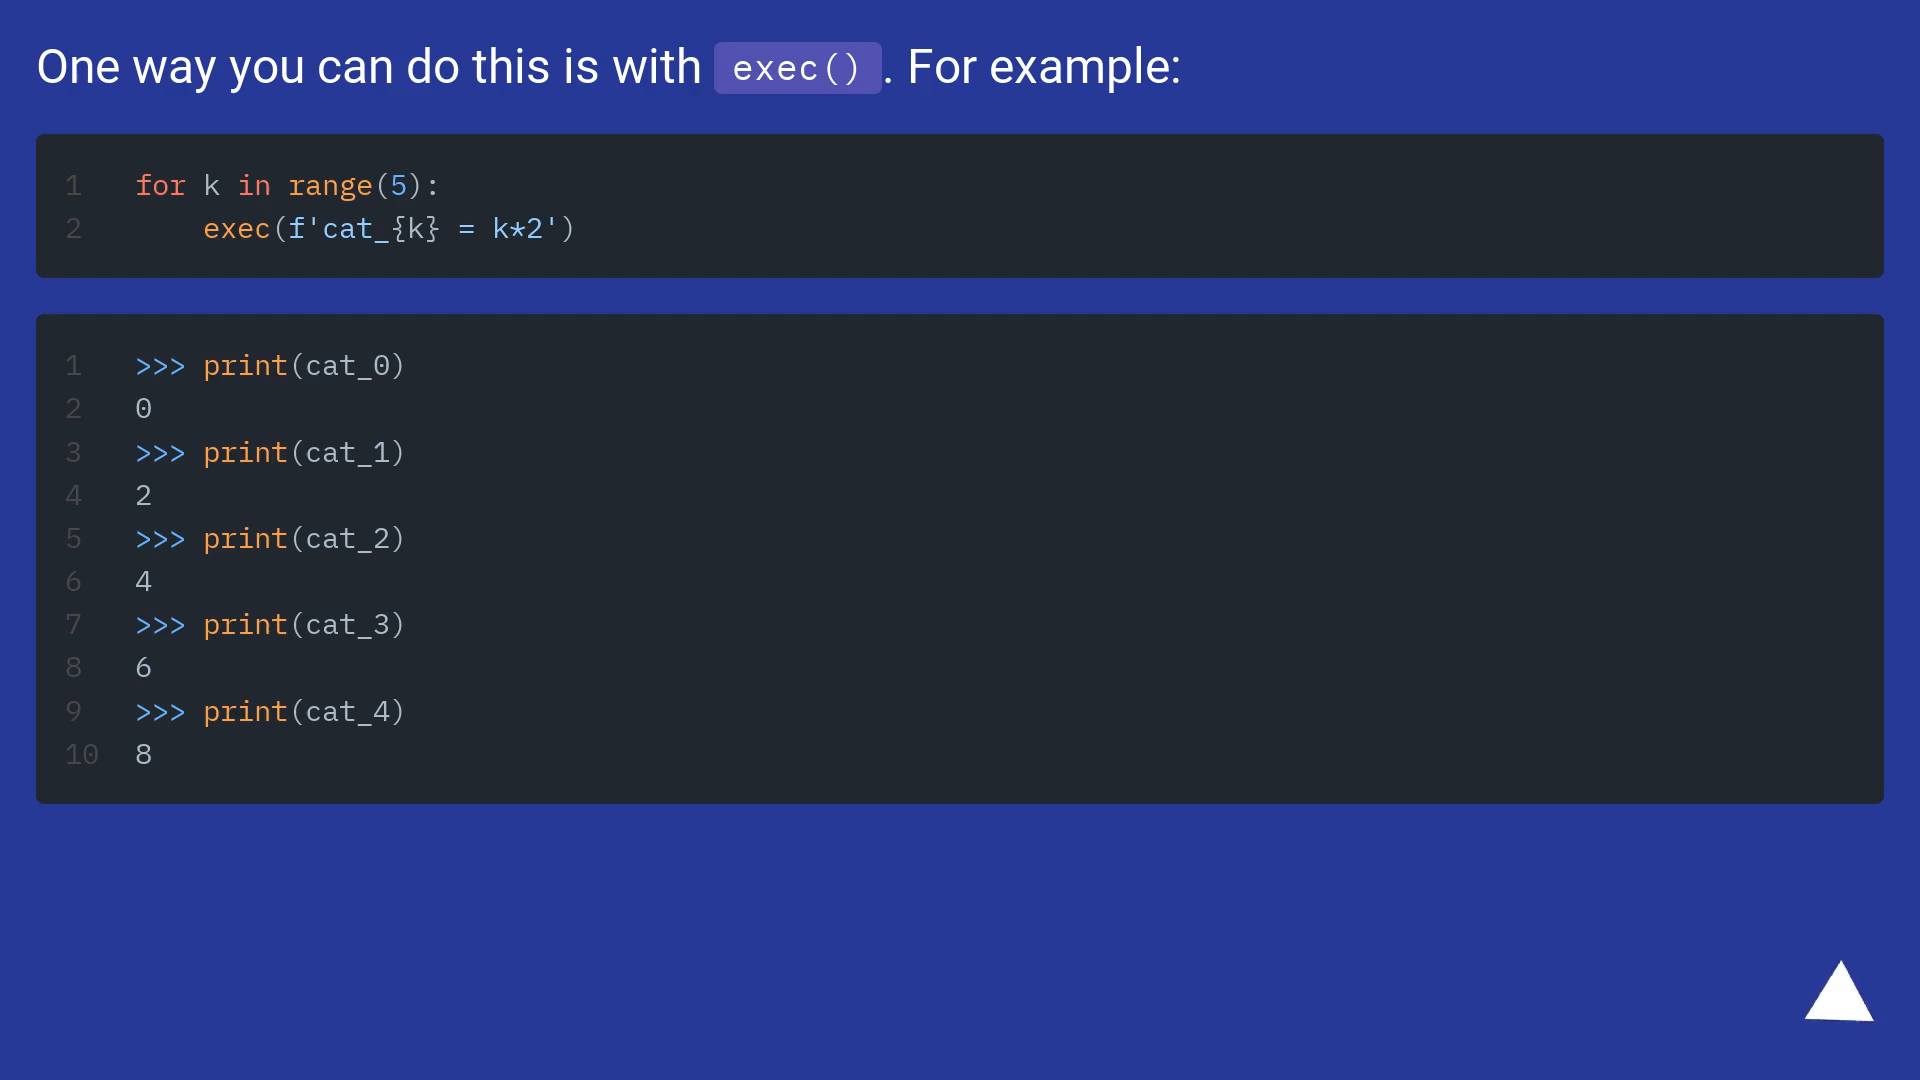 One way you can do this is with exec() . For example:
1 for k in range(5):
2     exec(f'cat_{k} = k*2')
1 >>> print(cat_0)
2 0
3 >>> print(cat_1)
4 2
5 >>> print(cat_2)
6 4
7 >>> print(cat_3)
8 6
9 >>> print(cat_4)
10 8